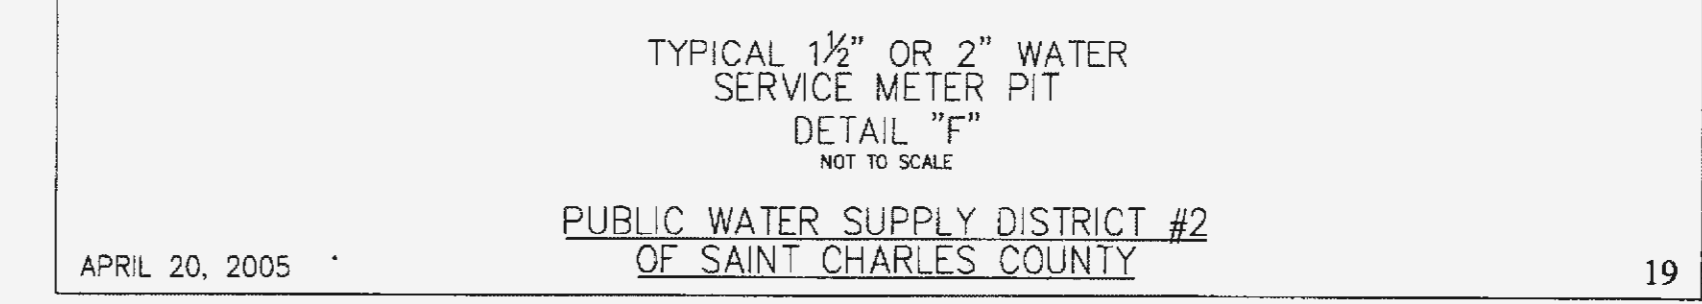 TYPICAL 1½" OR 2" WATER
SERVICE METER PIT
DETAIL "F"
NOT TO SCALE
PUBLIC WATER SUPPLY DISTRICT #2
OF SAINT CHARLES COUNTY
APRIL 20, 2005
19